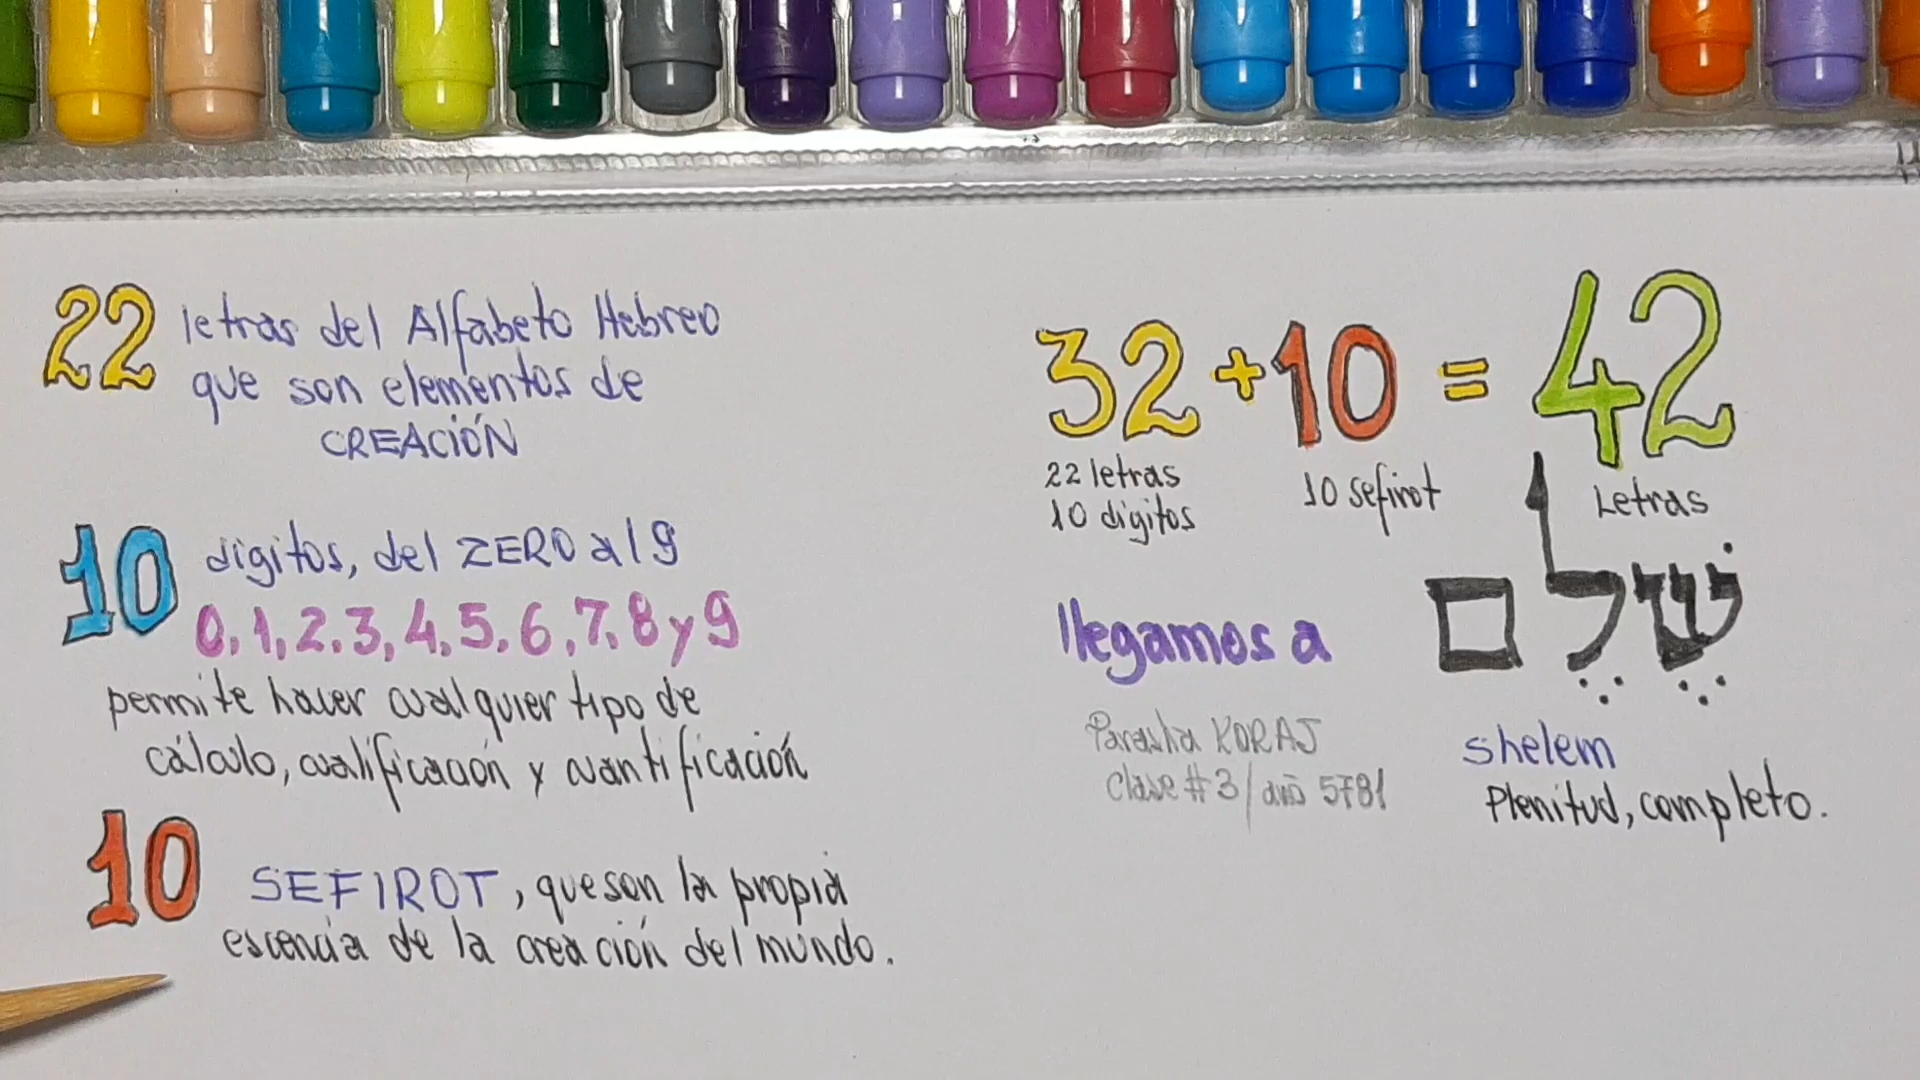 22 letras del Alfabeto Hebreo
que son elementos de
CREACIÓN
10 digitos, del ZERO al 9
0, 1, 2, 3, 4, 5, 6, 7, 8 y 9
permite hacer cualquier tipo de
cálculo, cualificación y cuantificación
10 SEFIROT, que son la propia
escencia de la creación del mundo.
32 + 10 = 42
22 letras
10 digitos
10 sefirot
Letras
llegamos a
שֶׁלֶם
Parasha KORAJ
Clase #3/año 5781
shelem
Plenitud, completo.